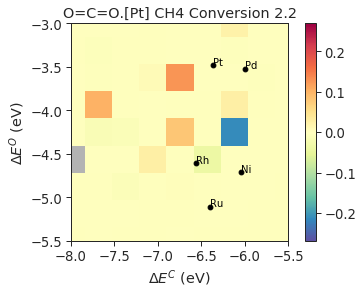 O=C=O.[Pt] CH4 Conversion 2.2
−3.0
−3.5
−4.0
−4.5
−5.0
−5.5
ΔE^O (eV)
Pt
Pd
Rh
Ni
Ru
−8.0 −7.5 −7.0 −6.5 −6.0 −5.5
ΔE^C (eV)
0.2
0.1
0.0
−0.1
−0.2